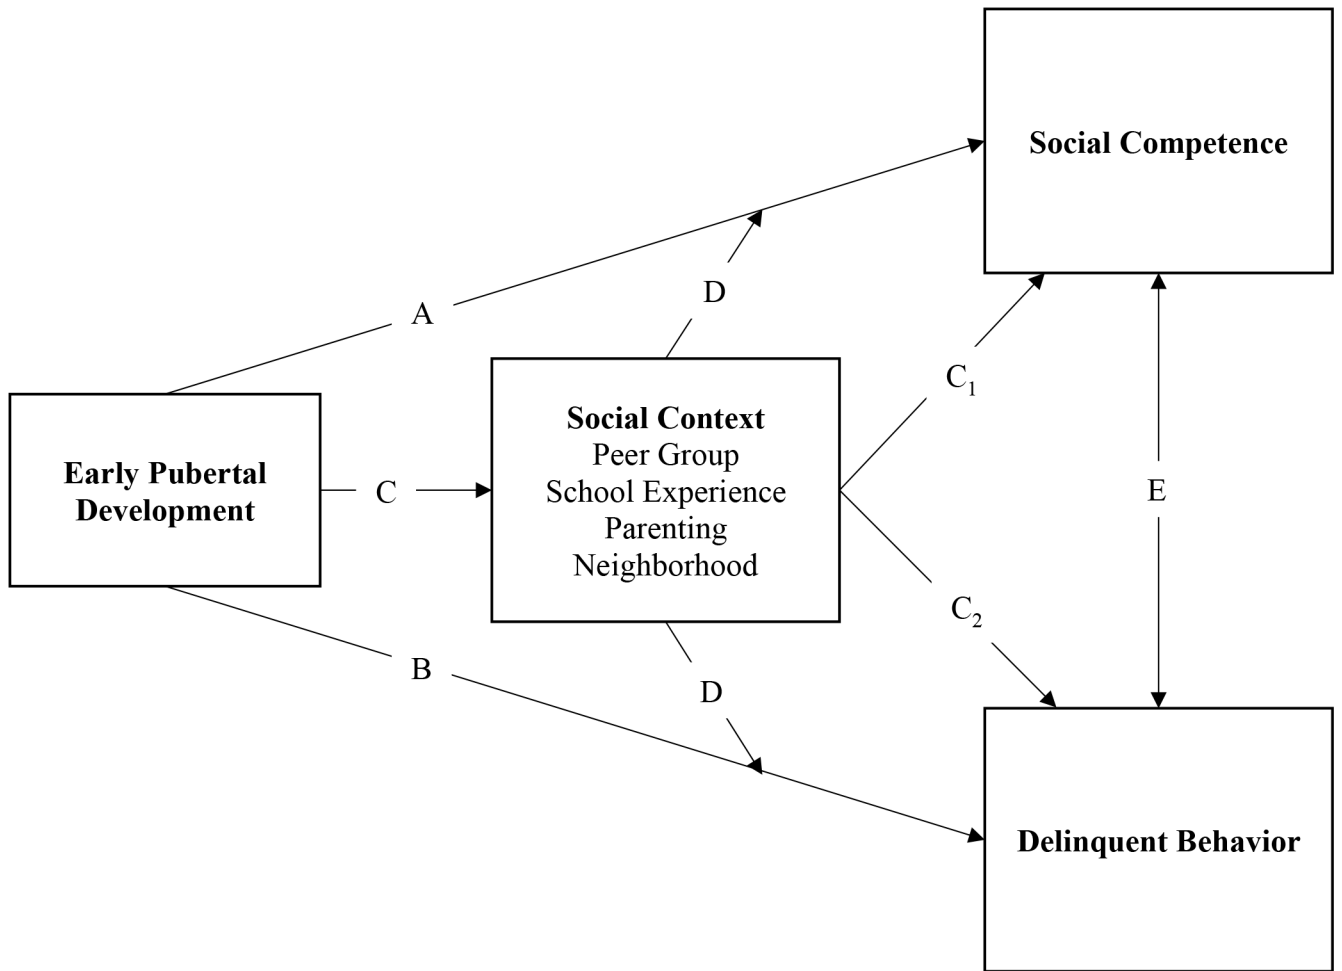 Social Competence
D
A
C₁
Social Context
Peer Group
Early Pubertal
Development
C
School Experience
E
Parenting
Neighborhood
C₂
B
D
Delinquent Behavior